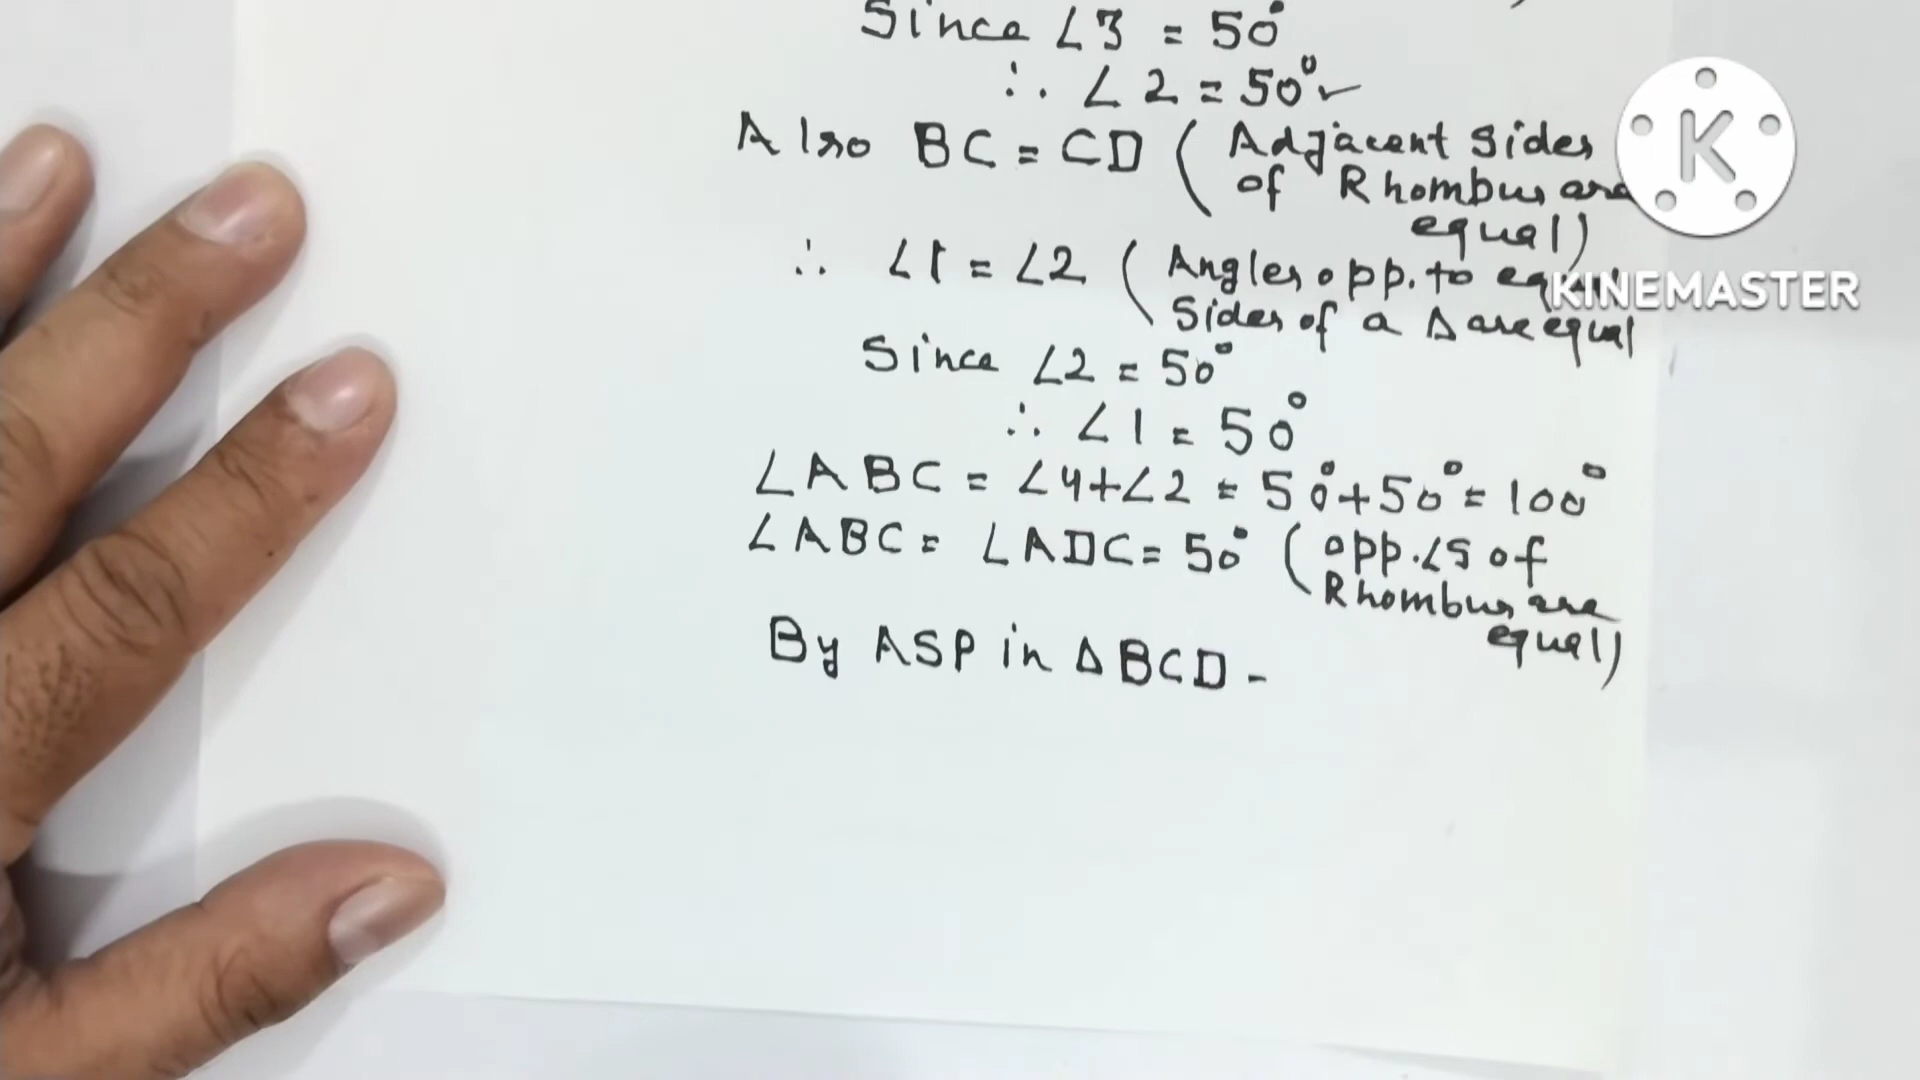 Since ∠3 = 50°
∴ ∠2 = 50° ✓
Also BC = CD (Adjacent sides
of Rhombus are
equal)
∴ ∠1 = ∠2 (Angles opp. to equal
Sides of a Δ are equal
Since ∠2 = 50°
∴ ∠1 = 50°
∠ABC = ∠4+∠2 = 50°+50° = 100°
∠ABC = ∠ADC = 50° (opp. ∠s of
Rhombus are
equal)
By ASP in ΔBCD -
K
KINEMASTER